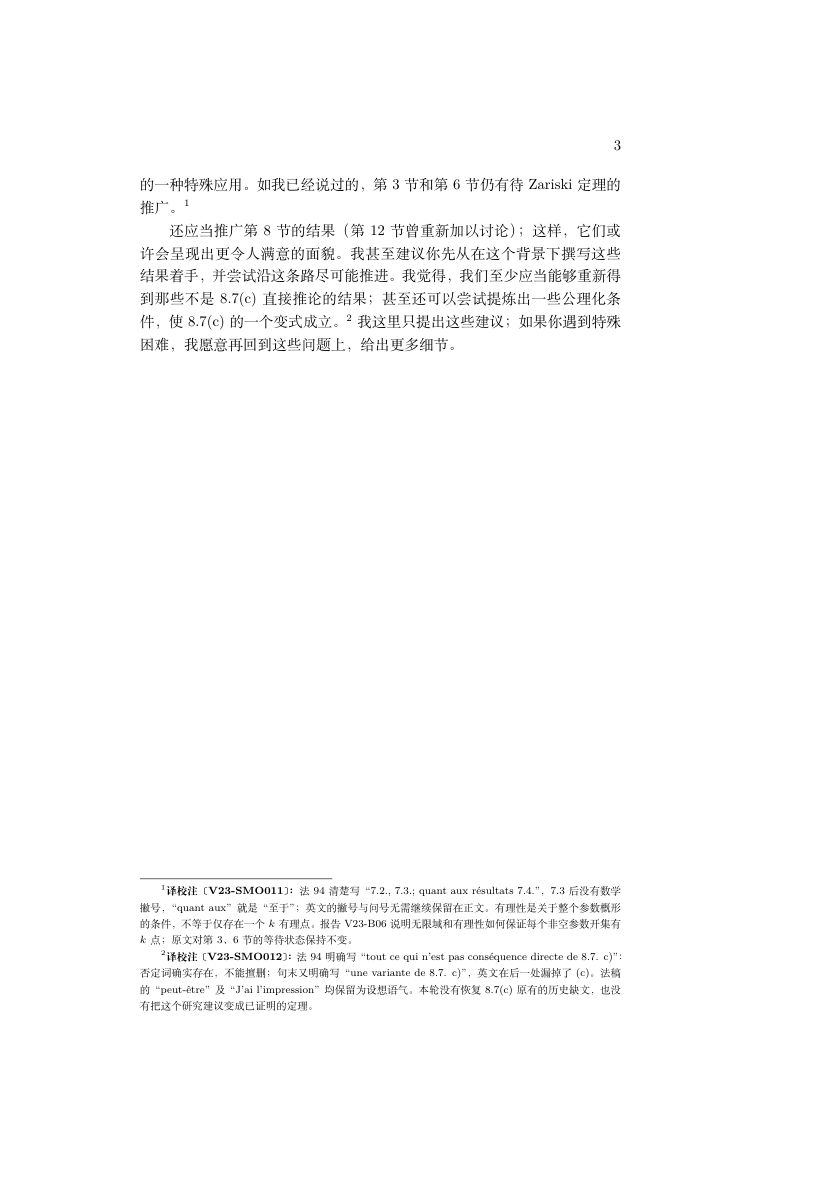 3
的一种特殊应用。如我已经说过的，第 3 节和第 6 节仍有待 Zariski 定理的
推广。1
还应当推广第 8 节的结果（第 12 节曾重新加以讨论）；这样，它们或
许会呈现出更令人满意的面貌。我甚至建议你先从在这个背景下撰写这些
结果着手，并尝试沿这条路尽可能推进。我觉得，我们至少应当能够重新得
到那些不是 8.7(c) 直接推论的结果；甚至还可以尝试提炼出一些公理化条
件，使 8.7(c) 的一个变式成立。2 我这里只提出这些建议；如果你遇到特殊
困难，我愿意再回到这些问题上，给出更多细节。
1译校注〔V23-SMO011〕：法 94 清楚写 “7.2., 7.3.; quant aux résultats 7.4.”，7.3 后没有数学
撇号，“quant aux” 就是 “至于”；英文的撇号与问号无需继续保留在正文。有理性是关于整个参数概形
的条件，不等于仅存在一个 k 有理点。报告 V23-B06 说明无限域和有理性如何保证每个非空参数开集有
k 点；原文对第 3、6 节的等待状态保持不变。
2译校注〔V23-SMO012〕：法 94 明确写 “tout ce qui n’est pas conséquence directe de 8.7. c)”：
否定词确实存在，不能擅删；句末又明确写 “une variante de 8.7. c)”，英文在后一处漏掉了 (c)。法稿
的 “peut-être” 及 “J’ai l’impression” 均保留为设想语气。本轮没有恢复 8.7(c) 原有的历史缺文，也没
有把这个研究建议变成已证明的定理。